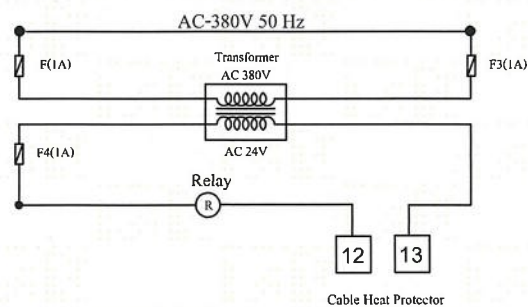 AC-380V 50 Hz
F(1A)
Transformer
AC 380V
F3(1A)
F4(1A)
AC 24V
Relay
R
12
13
Cable Heat Protector